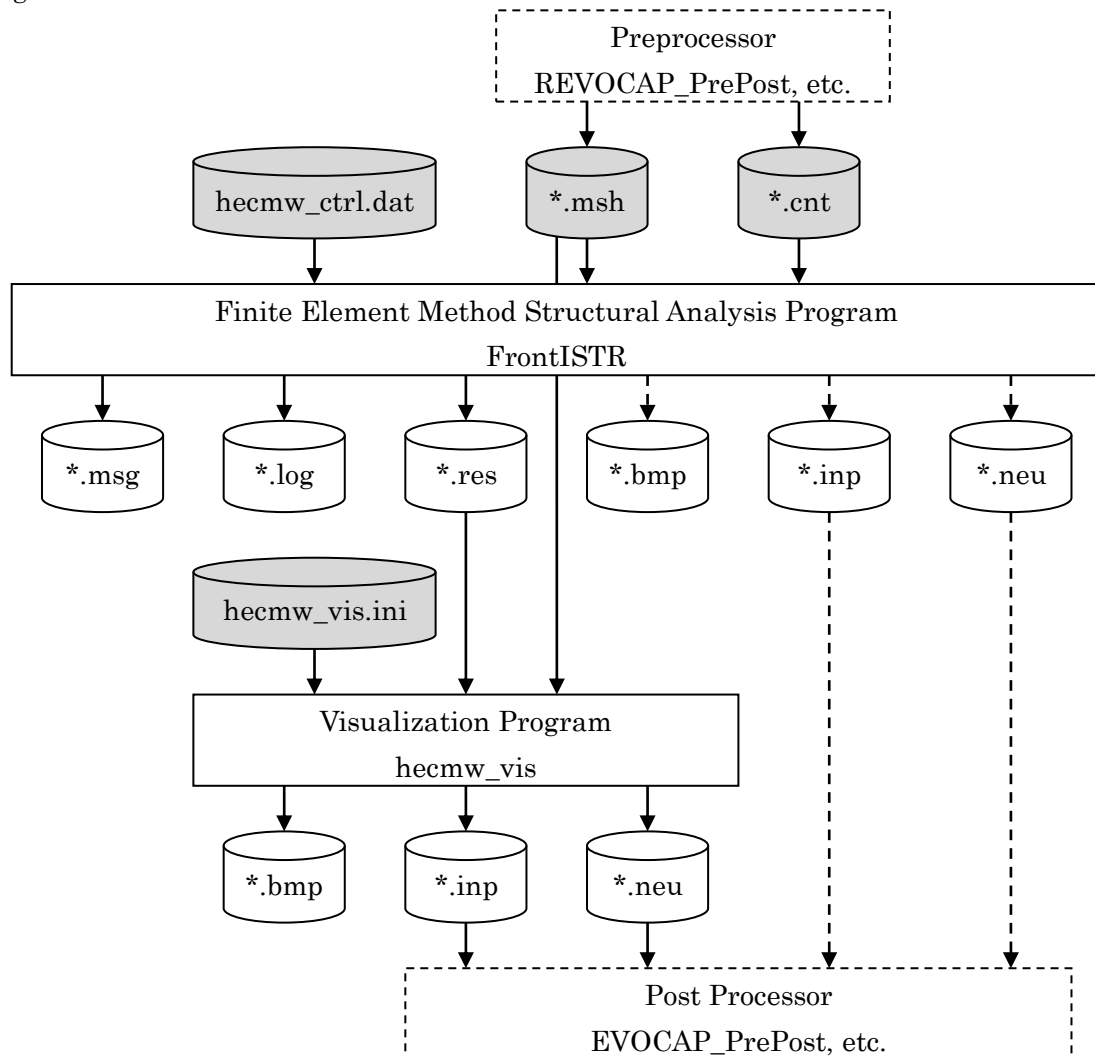 Preprocessor
REVOCAP_PrePost, etc.
hecmw_ctrl.dat
*.msh
*.cnt
Finite Element Method Structural Analysis Program
FrontISTR
*.msg
*.log
*.res
*.bmp
*.inp
*.neu
hecmw_vis.ini
Visualization Program
hecmw_vis
*.bmp
*.inp
*.neu
Post Processor
EVOCAP_PrePost, etc.